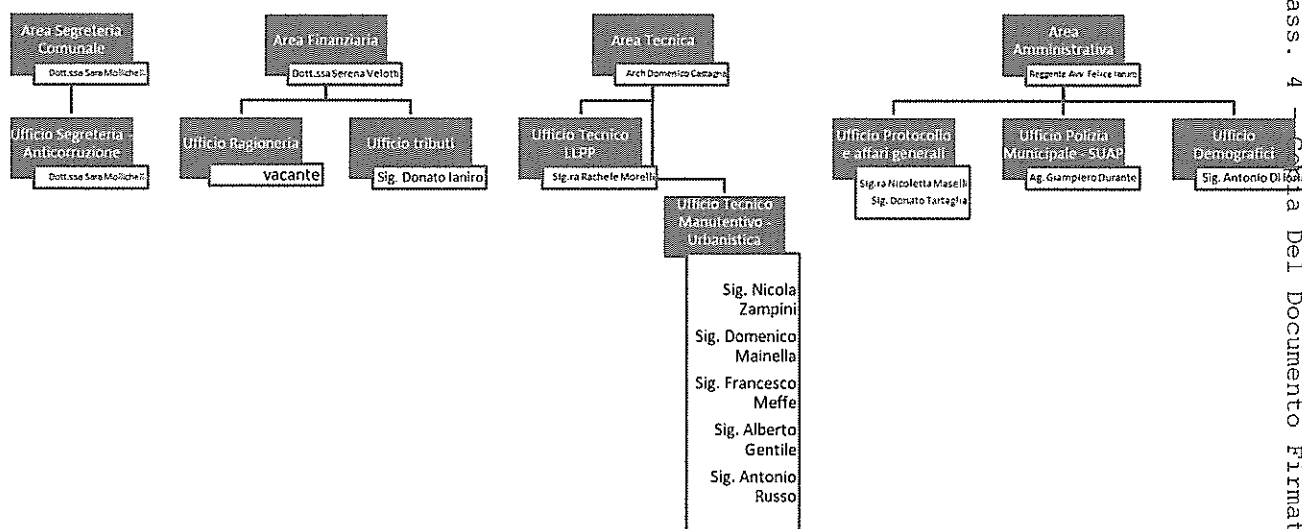 Area Segreteria
Comunale
Dott.ssa Sara Mollichelli
Ufficio Segreteria -
Anticorruzione
Dott.ssa Sara Mollichelli
Area Finanziaria
Dott.ssa Serena Velotti
Ufficio Ragioneria
vacante
Ufficio tributi
Sig. Donato Ianiro
Area Tecnica
Arch Domenico Castagna
Ufficio Tecnico
LLPP
Sig.ra Rachele Morelli
Ufficio Tecnico
Manutentivo -
Urbanistica
Sig. Nicola
Zampini
Sig. Domenico
Mainella
Sig. Francesco
Meffe
Sig. Alberto
Gentile
Sig. Antonio
Russo
Area
Amministrativa
Reggente Avv. Felice Ianiro
Ufficio Protocollo
e affari generali
Sig.ra Nicoletta Maselli
Sig. Donato Tartaglia
Ufficio Polizia
Municipale - SUAP
Ag. Giampiero Durante
Ufficio
Demografici
Sig. Antonio Di
ass. 4 - Copia Del Documento Firmat